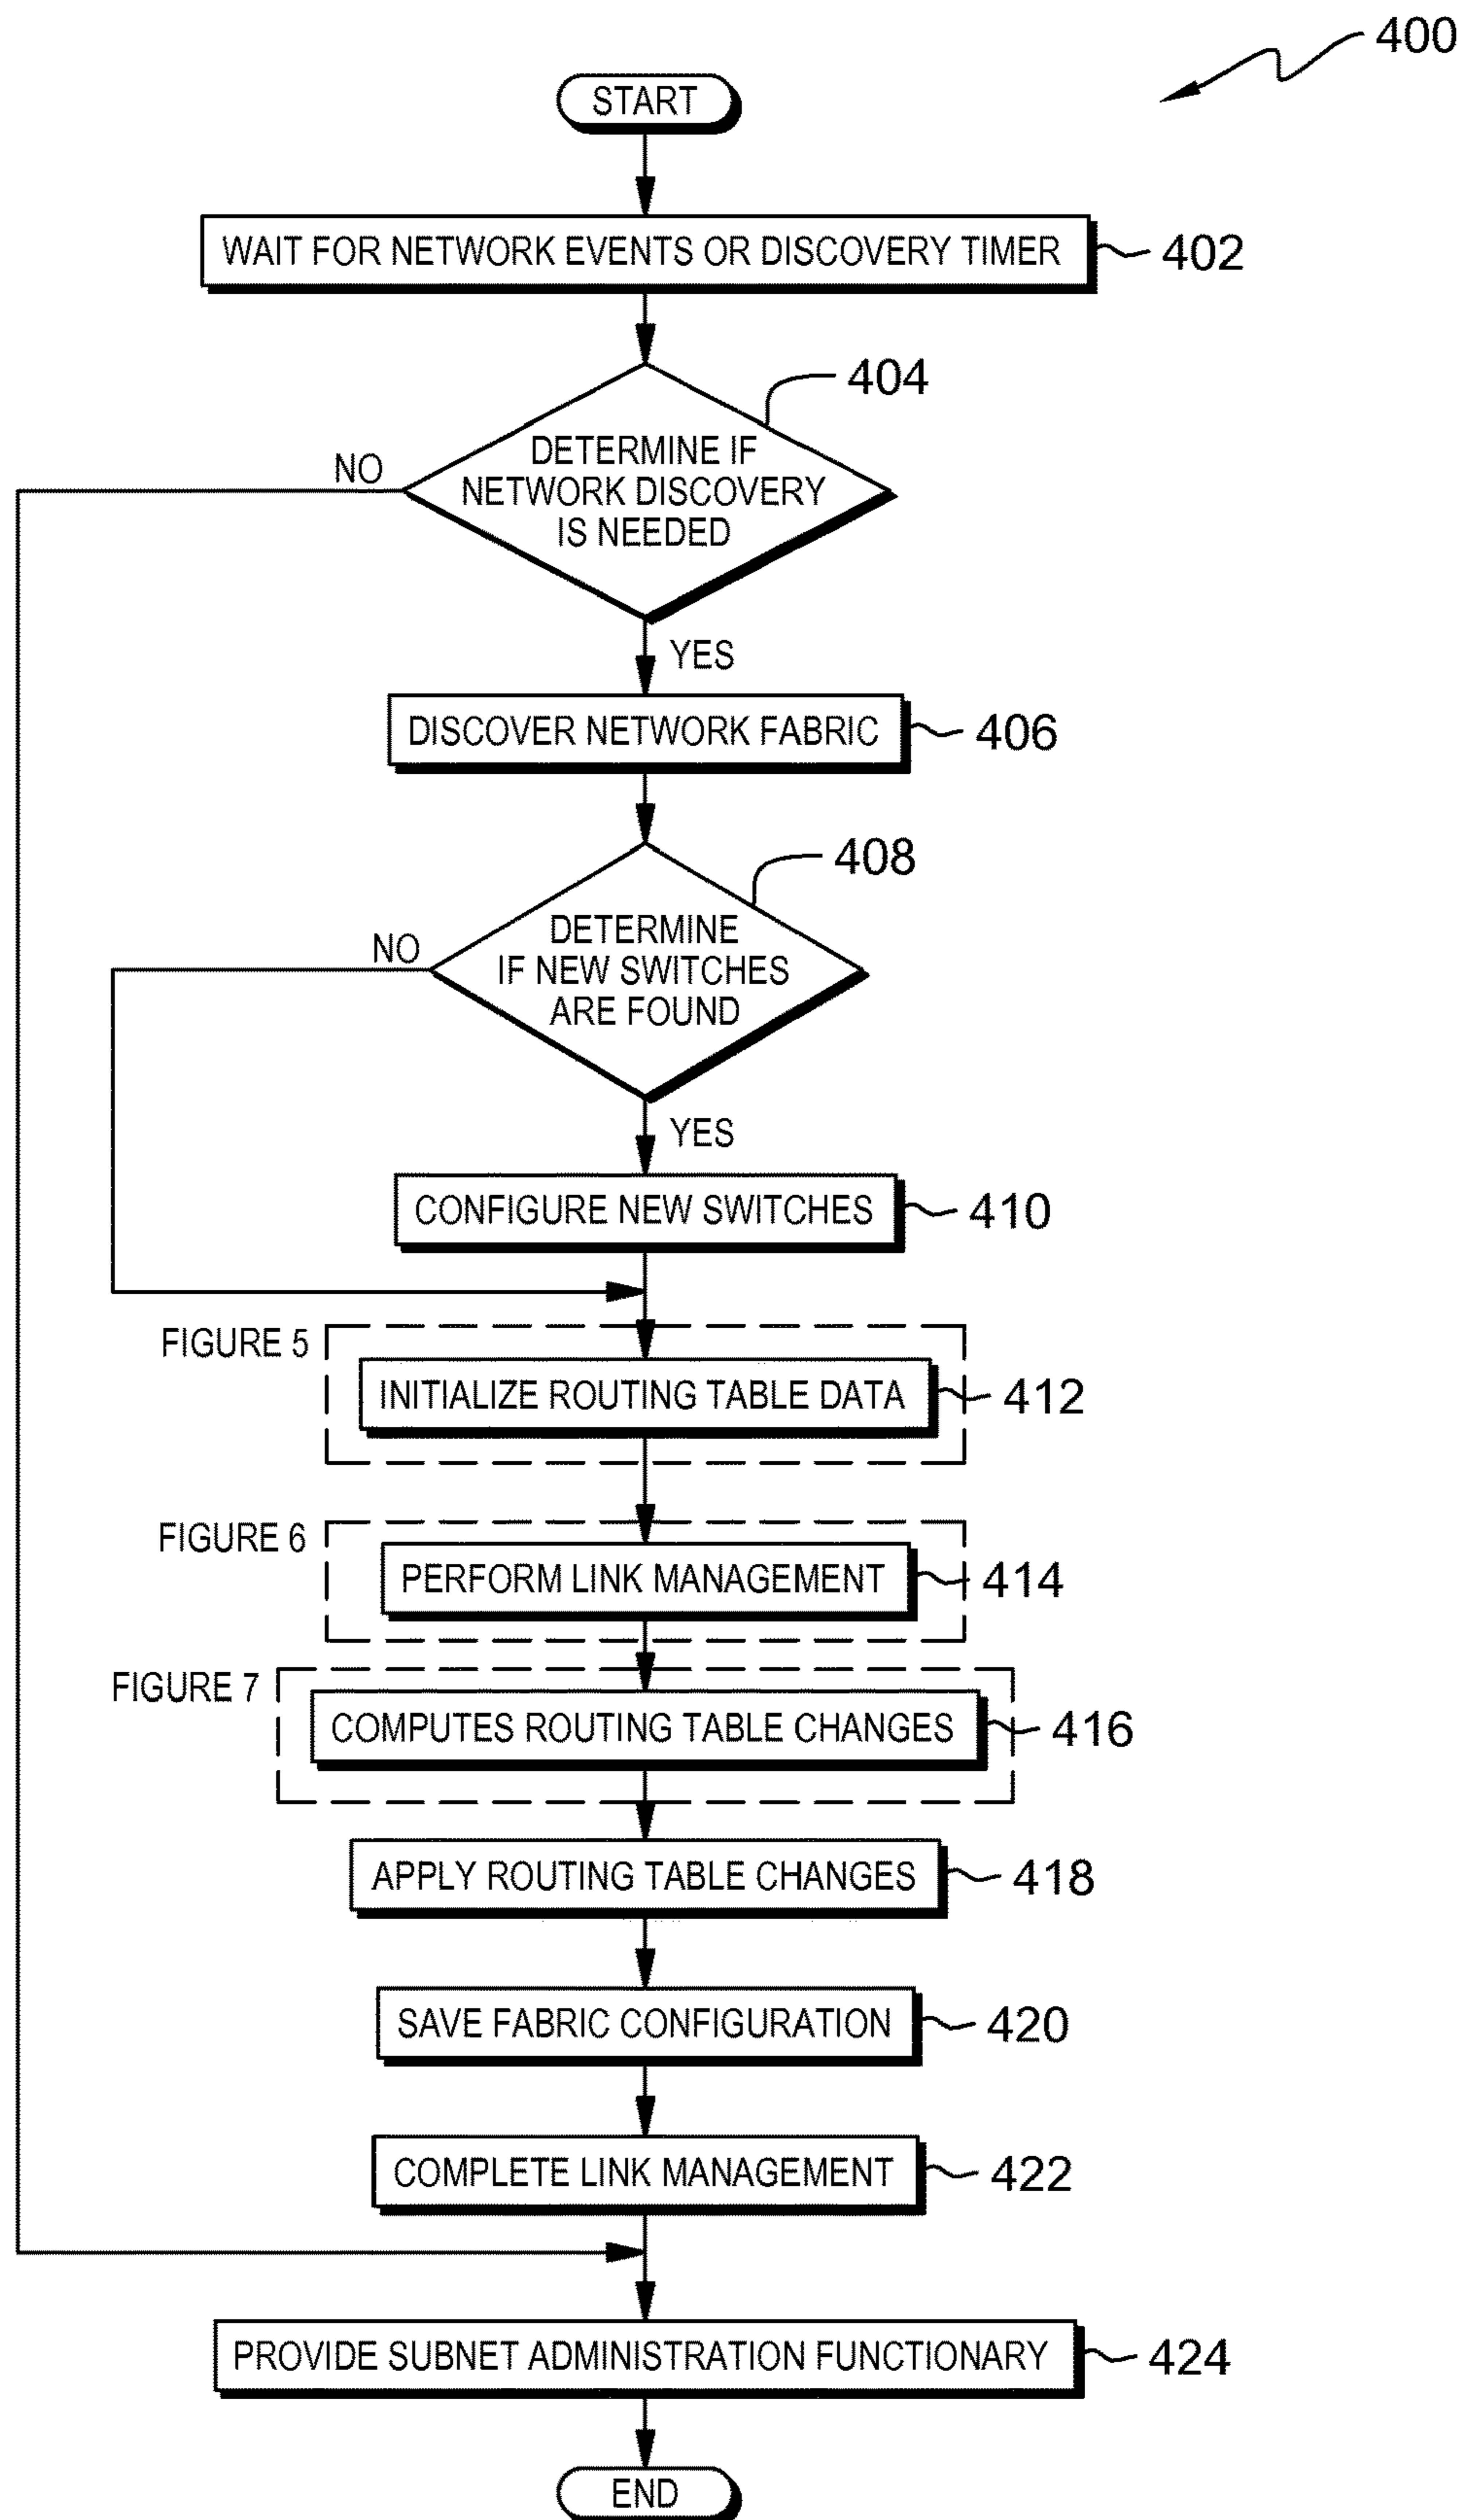 400
START
WAIT FOR NETWORK EVENTS OR DISCOVERY TIMER
402
404
DETERMINE IF
NETWORK DISCOVERY
IS NEEDED
NO
YES
DISCOVER NETWORK FABRIC
406
408
DETERMINE
IF NEW SWITCHES
ARE FOUND
NO
YES
CONFIGURE NEW SWITCHES
410
FIGURE 5
INITIALIZE ROUTING TABLE DATA
412
FIGURE 6
PERFORM LINK MANAGEMENT
414
FIGURE 7
COMPUTES ROUTING TABLE CHANGES
416
APPLY ROUTING TABLE CHANGES
418
SAVE FABRIC CONFIGURATION
420
COMPLETE LINK MANAGEMENT
422
PROVIDE SUBNET ADMINISTRATION FUNCTIONARY
424
END